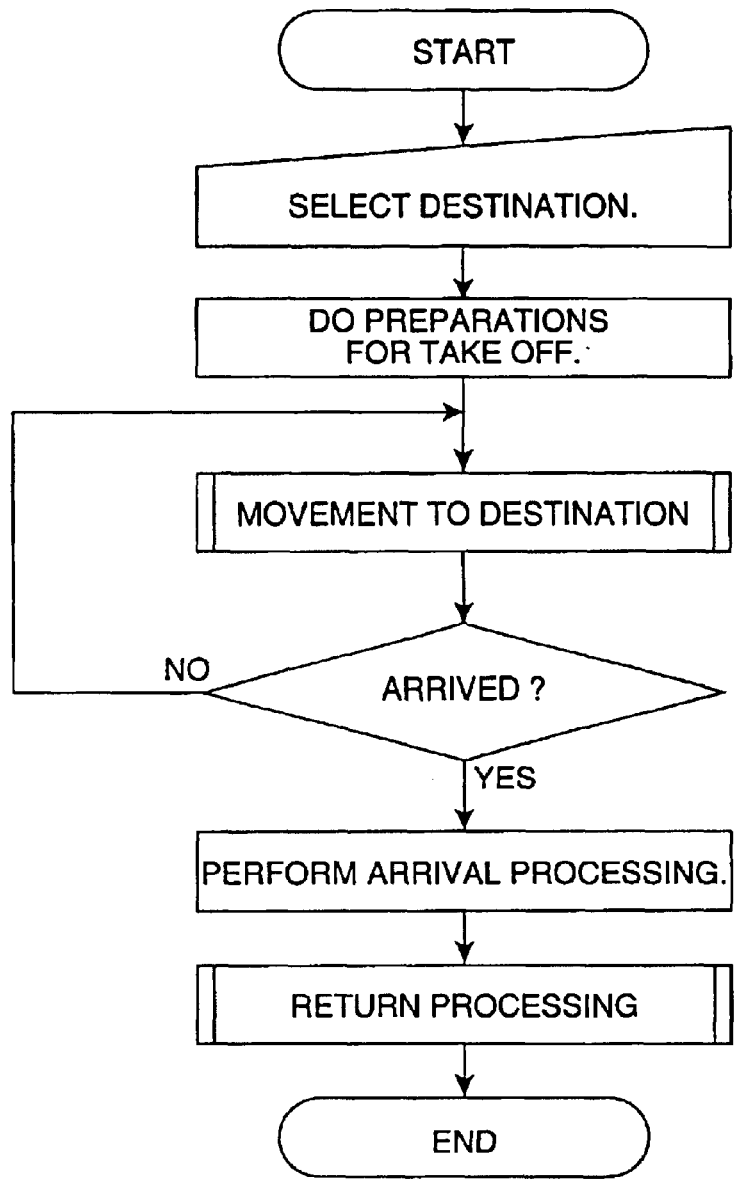 START
SELECT DESTINATION.
DO PREPARATIONS
FOR TAKE OFF.
MOVEMENT TO DESTINATION
NO
ARRIVED ?
YES
PERFORM ARRIVAL PROCESSING.
RETURN PROCESSING
END